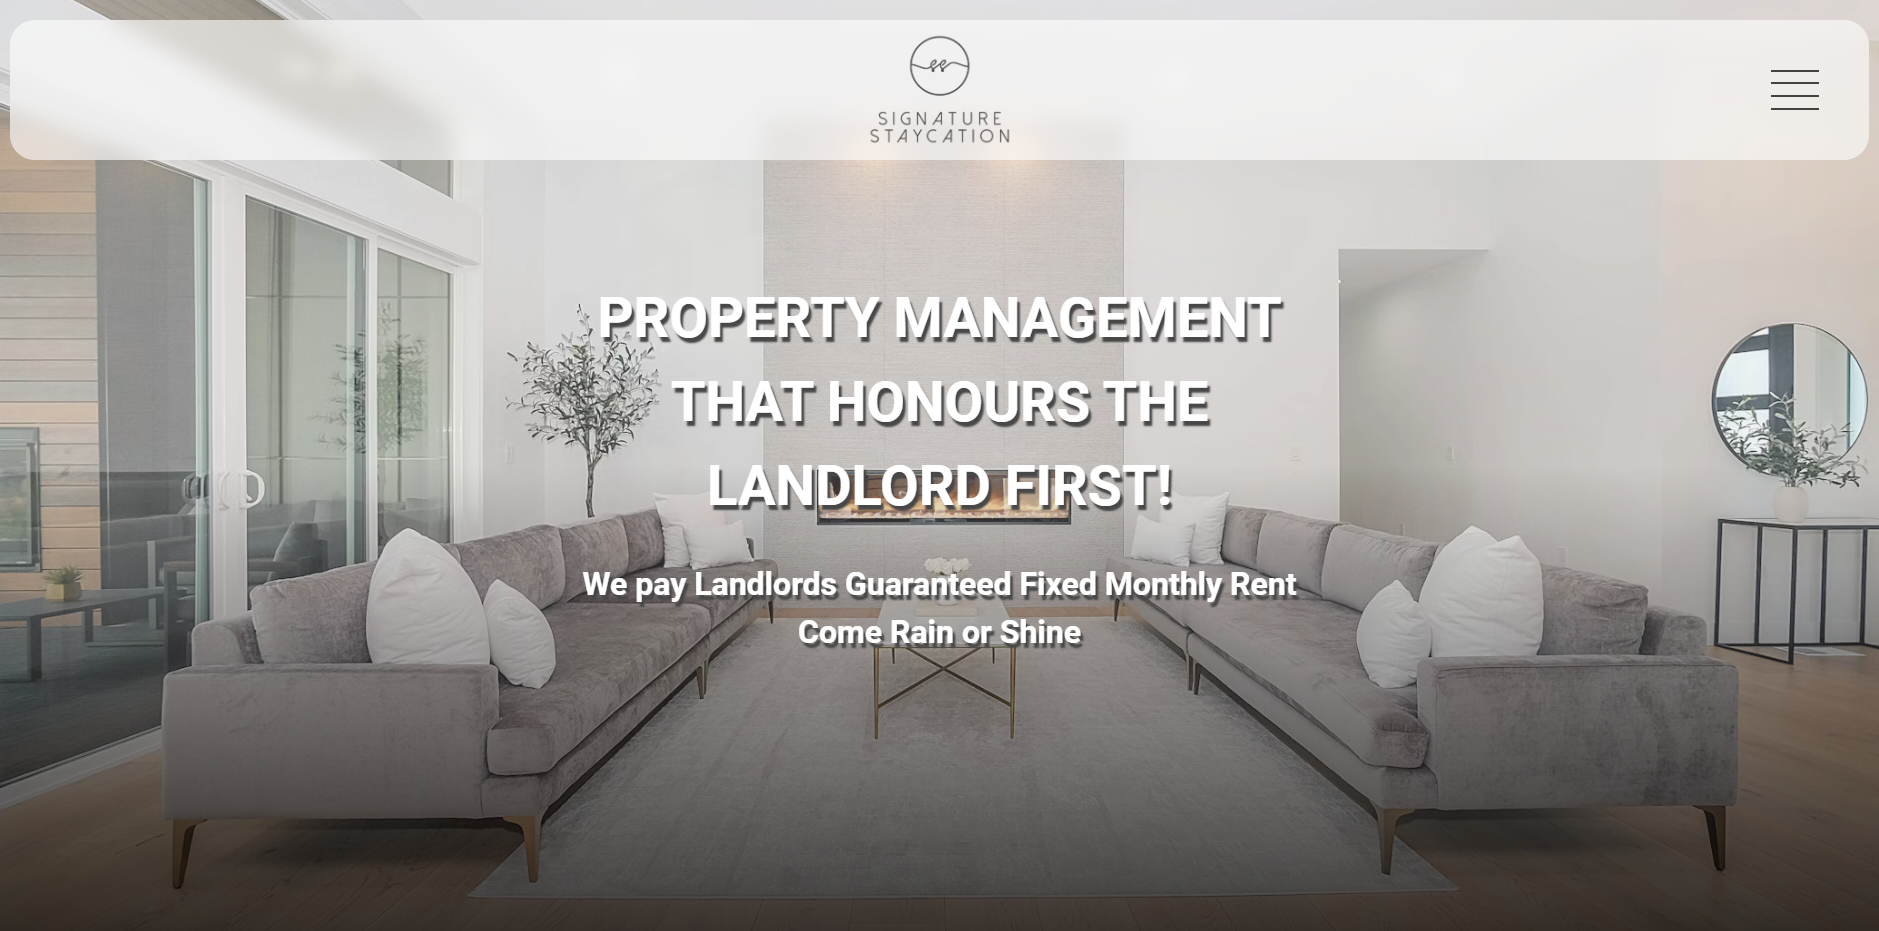 SIGNATURE
STAYCATION
PROPERTY MANAGEMENT
THAT HONOURS THE
LANDLORD FIRST!
We pay Landlords Guaranteed Fixed Monthly Rent
Come Rain or Shine